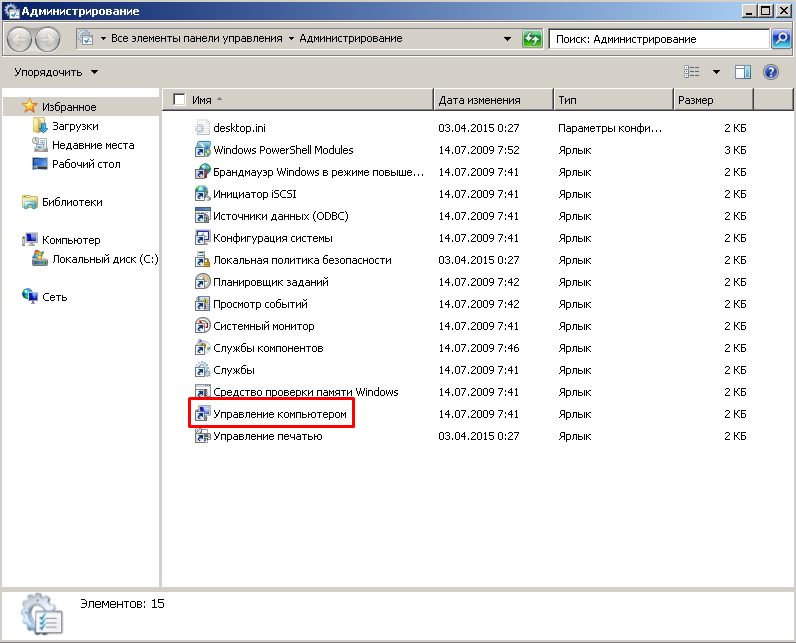 Администрирование
Все элементы панели управления Администрирование
Поиск: Администрирование
Упорядочить
Избранное
Загрузки
Недавние места
Рабочий стол
Библиотеки
Компьютер
Локальный диск (C:)
Сеть
Имя Дата изменения Тип Размер
desktop.ini 03.04.2015 0:27 Параметры конфи... 2 КБ
Windows PowerShell Modules 14.07.2009 7:52 Ярлык 3 КБ
Брандмауэр Windows в режиме повыше... 14.07.2009 7:41 Ярлык 2 КБ
Инициатор iSCSI 14.07.2009 7:41 Ярлык 2 КБ
Источники данных (ODBC) 14.07.2009 7:41 Ярлык 2 КБ
Конфигурация системы 14.07.2009 7:41 Ярлык 2 КБ
Локальная политика безопасности 03.04.2015 0:27 Ярлык 2 КБ
Планировщик заданий 14.07.2009 7:42 Ярлык 2 КБ
Просмотр событий 14.07.2009 7:42 Ярлык 2 КБ
Системный монитор 14.07.2009 7:41 Ярлык 2 КБ
Службы компонентов 14.07.2009 7:46 Ярлык 2 КБ
Службы 14.07.2009 7:41 Ярлык 2 КБ
Средство проверки памяти Windows 14.07.2009 7:41 Ярлык 2 КБ
Управление компьютером 14.07.2009 7:41 Ярлык 2 КБ
Управление печатью 03.04.2015 0:27 Ярлык 2 КБ
Элементов: 15